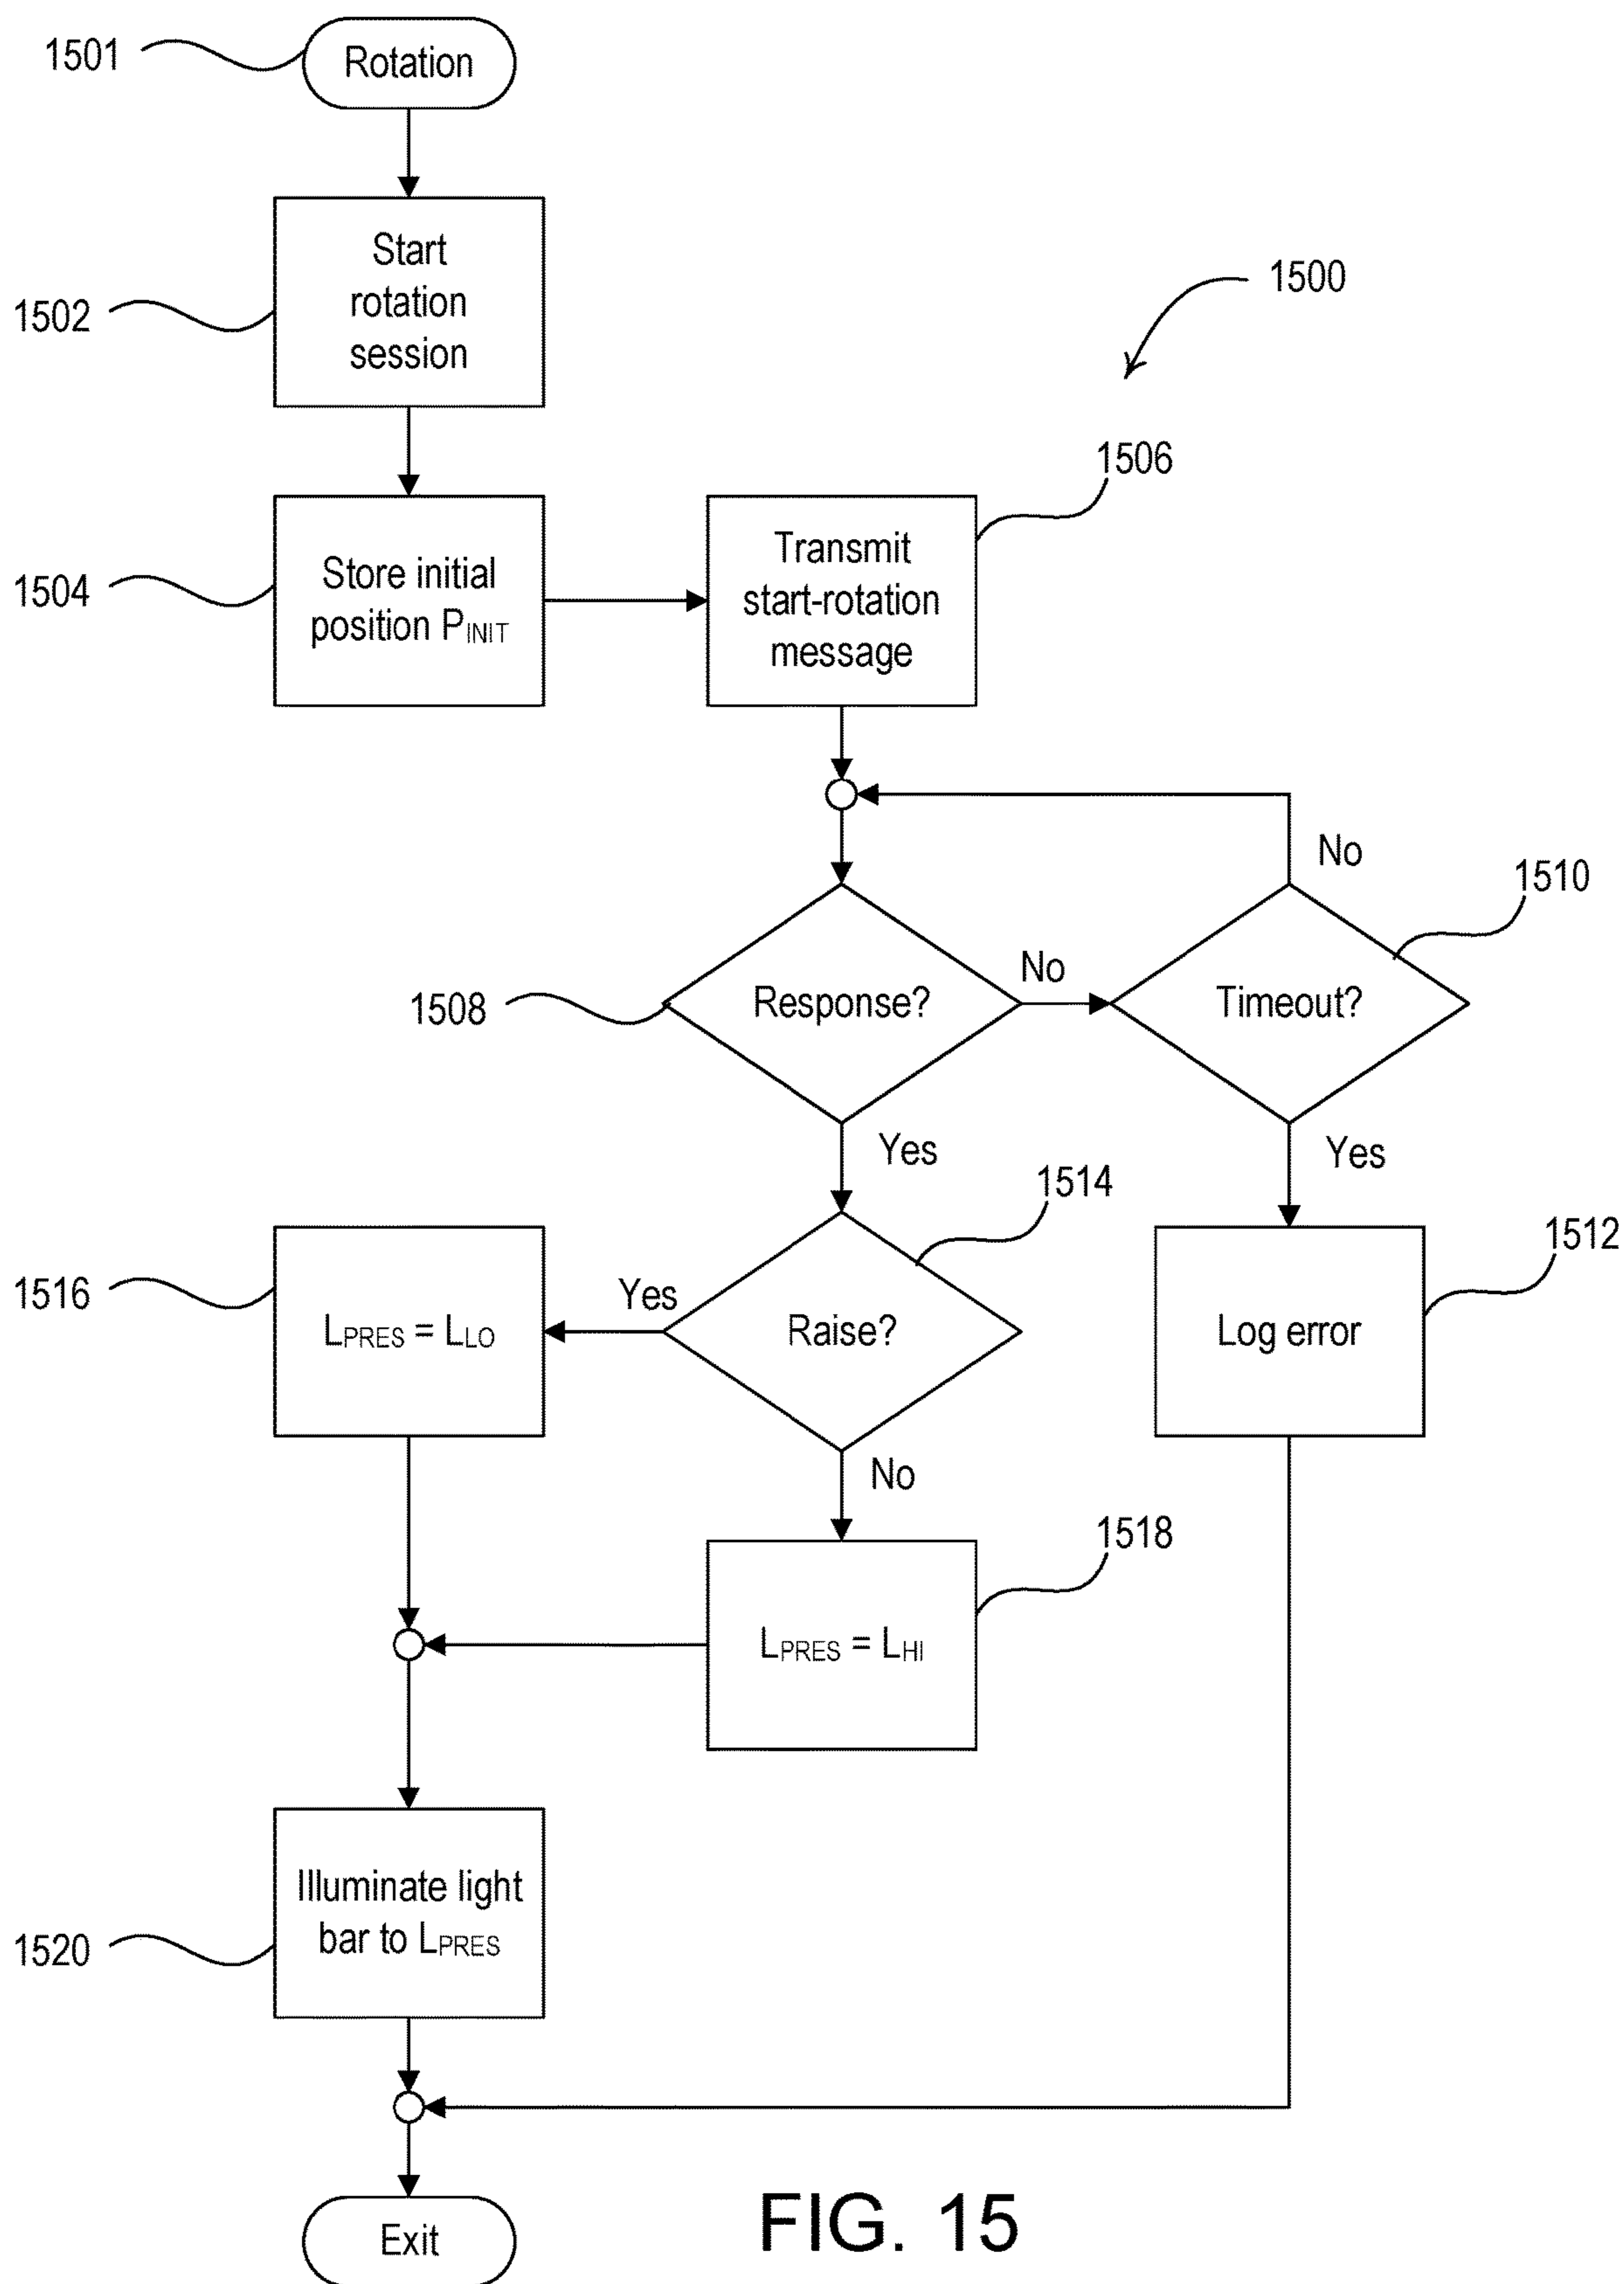 1501
Rotation
1502
Start
rotation
session
1500
1504
Store initial
position PINIT
1506
Transmit
start-rotation
message
1508
Response?
No
Yes
1510
Timeout?
No
Yes
1512
Log error
1514
Raise?
Yes
No
1516
LPRES = LLO
1518
LPRES = LHI
1520
Illuminate light
bar to LPRES
Exit
FIG. 15